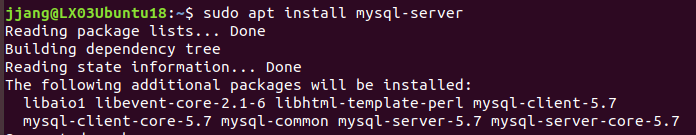 jjang@LX03Ubuntu18:~$ sudo apt install mysql-server
Reading package lists... Done
Building dependency tree
Reading state information... Done
The following additional packages will be installed:
  libaio1 libevent-core-2.1-6 libhtml-template-perl mysql-client-5.7
  mysql-client-core-5.7 mysql-common mysql-server-5.7 mysql-server-core-5.7